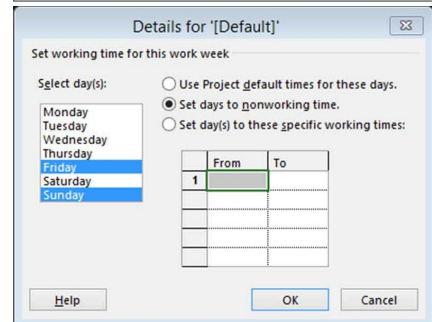 Details for '[Default]'
Set working time for this work week
Select day(s):
Use Project default times for these days.
Set days to nonworking time.
Set day(s) to these specific working times:
Monday
Tuesday
Wednesday
Thursday
Friday
Saturday
Sunday
From To
1
Help OK Cancel